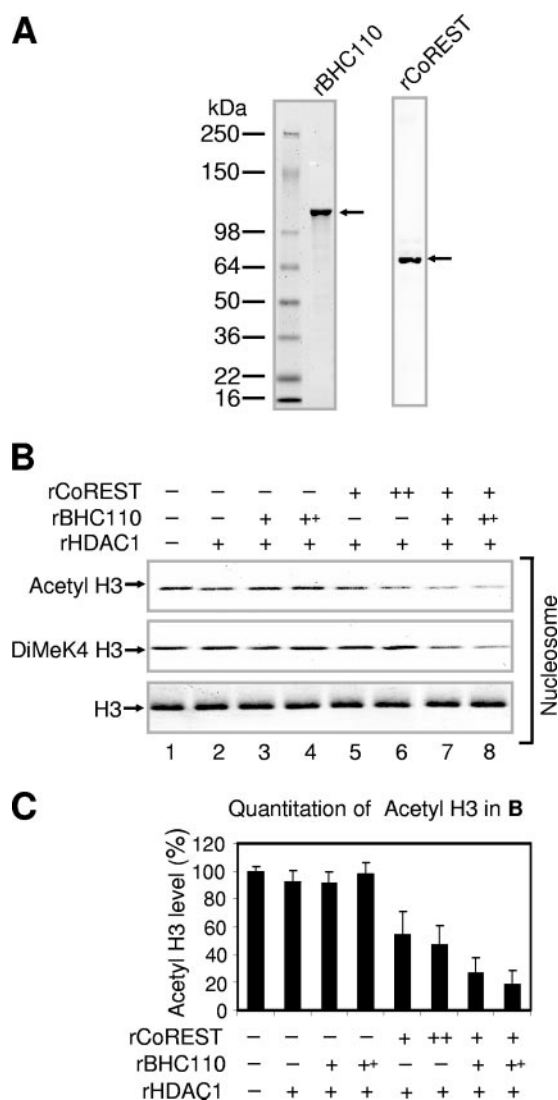 A
rBHC110
rCoREST
kDa
250
150
98
64
50
36
22
16
B
rCoREST – – – – + ++ + +
rBHC110 – – + ++ – – + ++
rHDAC1 – + + + + + + +
Acetyl H3
DiMeK4 H3
H3
Nucleosome
1 2 3 4 5 6 7 8
C
Quantitation of Acetyl H3 in B
Acetyl H3 level (%)
120
100
80
60
40
20
0
rCoREST – – – – + ++ + +
rBHC110 – – + ++ – – + ++
rHDAC1 – + + + + + + +